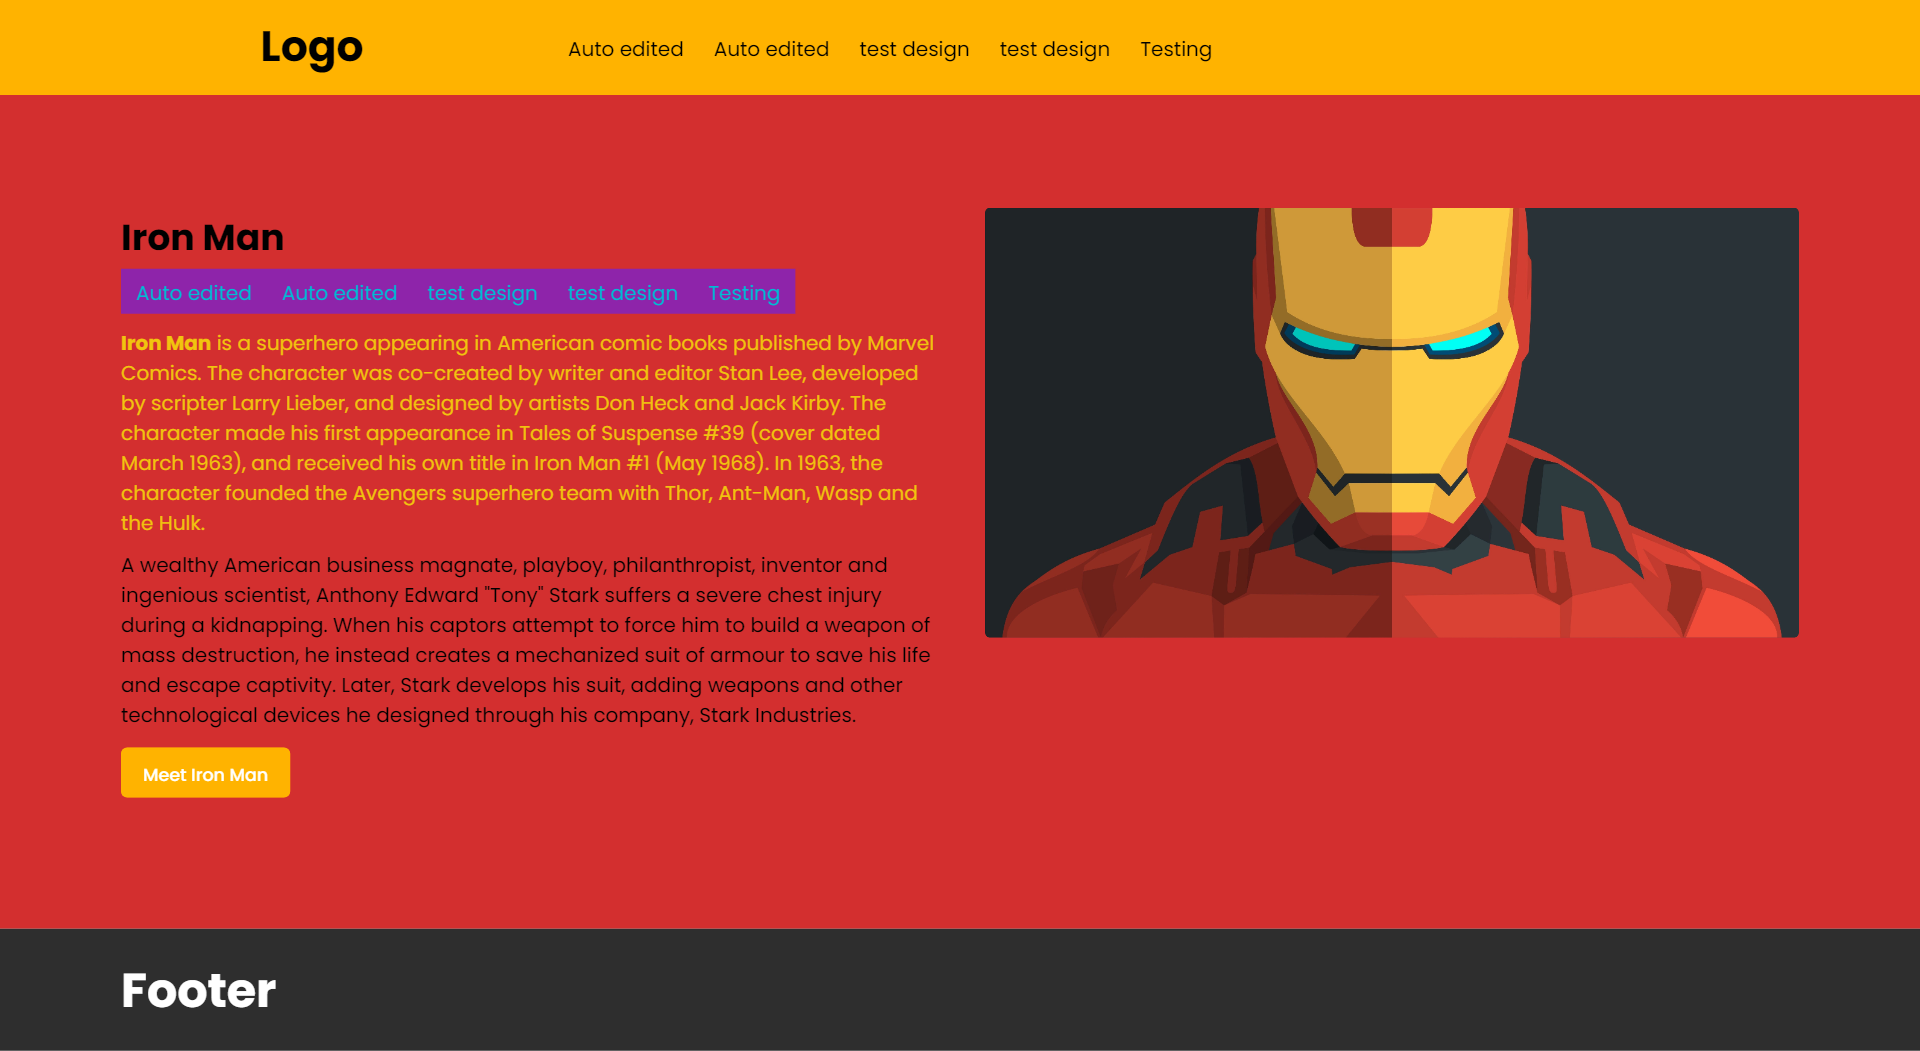 Logo
Auto edited Auto edited test design test design Testing
Iron Man
Auto edited Auto edited test design test design Testing
Iron Man is a superhero appearing in American comic books published by Marvel
Comics. The character was co-created by writer and editor Stan Lee, developed
by scripter Larry Lieber, and designed by artists Don Heck and Jack Kirby. The
character made his first appearance in Tales of Suspense #39 (cover dated
March 1963), and received his own title in Iron Man #1 (May 1968). In 1963, the
character founded the Avengers superhero team with Thor, Ant-Man, Wasp and
the Hulk.
A wealthy American business magnate, playboy, philanthropist, inventor and
ingenious scientist, Anthony Edward "Tony" Stark suffers a severe chest injury
during a kidnapping. When his captors attempt to force him to build a weapon of
mass destruction, he instead creates a mechanized suit of armour to save his life
and escape captivity. Later, Stark develops his suit, adding weapons and other
technological devices he designed through his company, Stark Industries.
Meet Iron Man
Footer